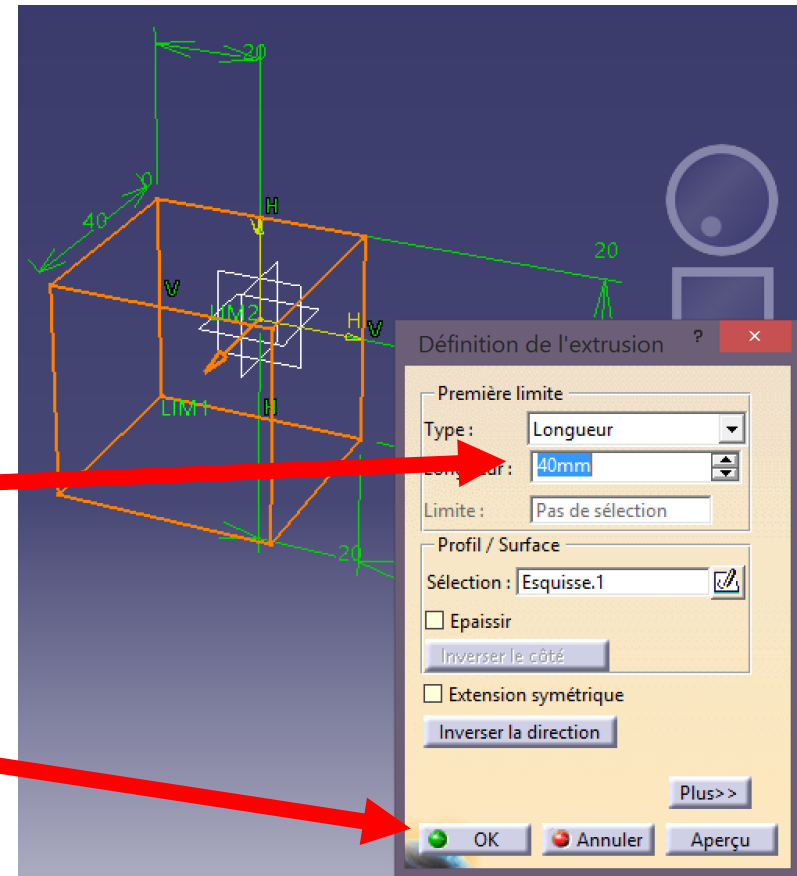 20
0
40
H
20
V
LIM2
H
V
LIM1
H
20
Définition de l'extrusion ? ×
Première limite
Type : Longueur
Longueur : 40mm
Limite : Pas de sélection
Profil / Surface
Sélection : Esquisse.1
Epaissir
Inverser le côté
Extension symétrique
Inverser la direction
Plus>>
OK Annuler Aperçu